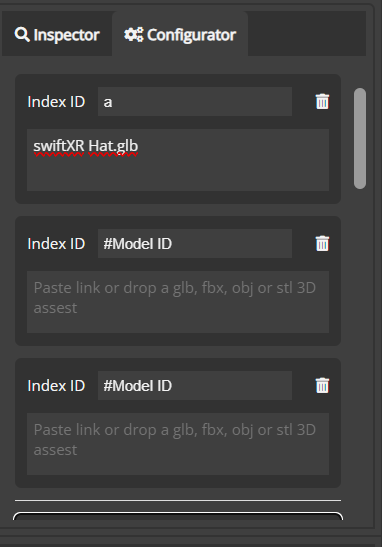 Inspector Configurator
Index ID a
swiftXR Hat.glb
Index ID #Model ID
Paste link or drop a glb, fbx, obj or stl 3D
assest
Index ID #Model ID
Paste link or drop a glb, fbx, obj or stl 3D
assest